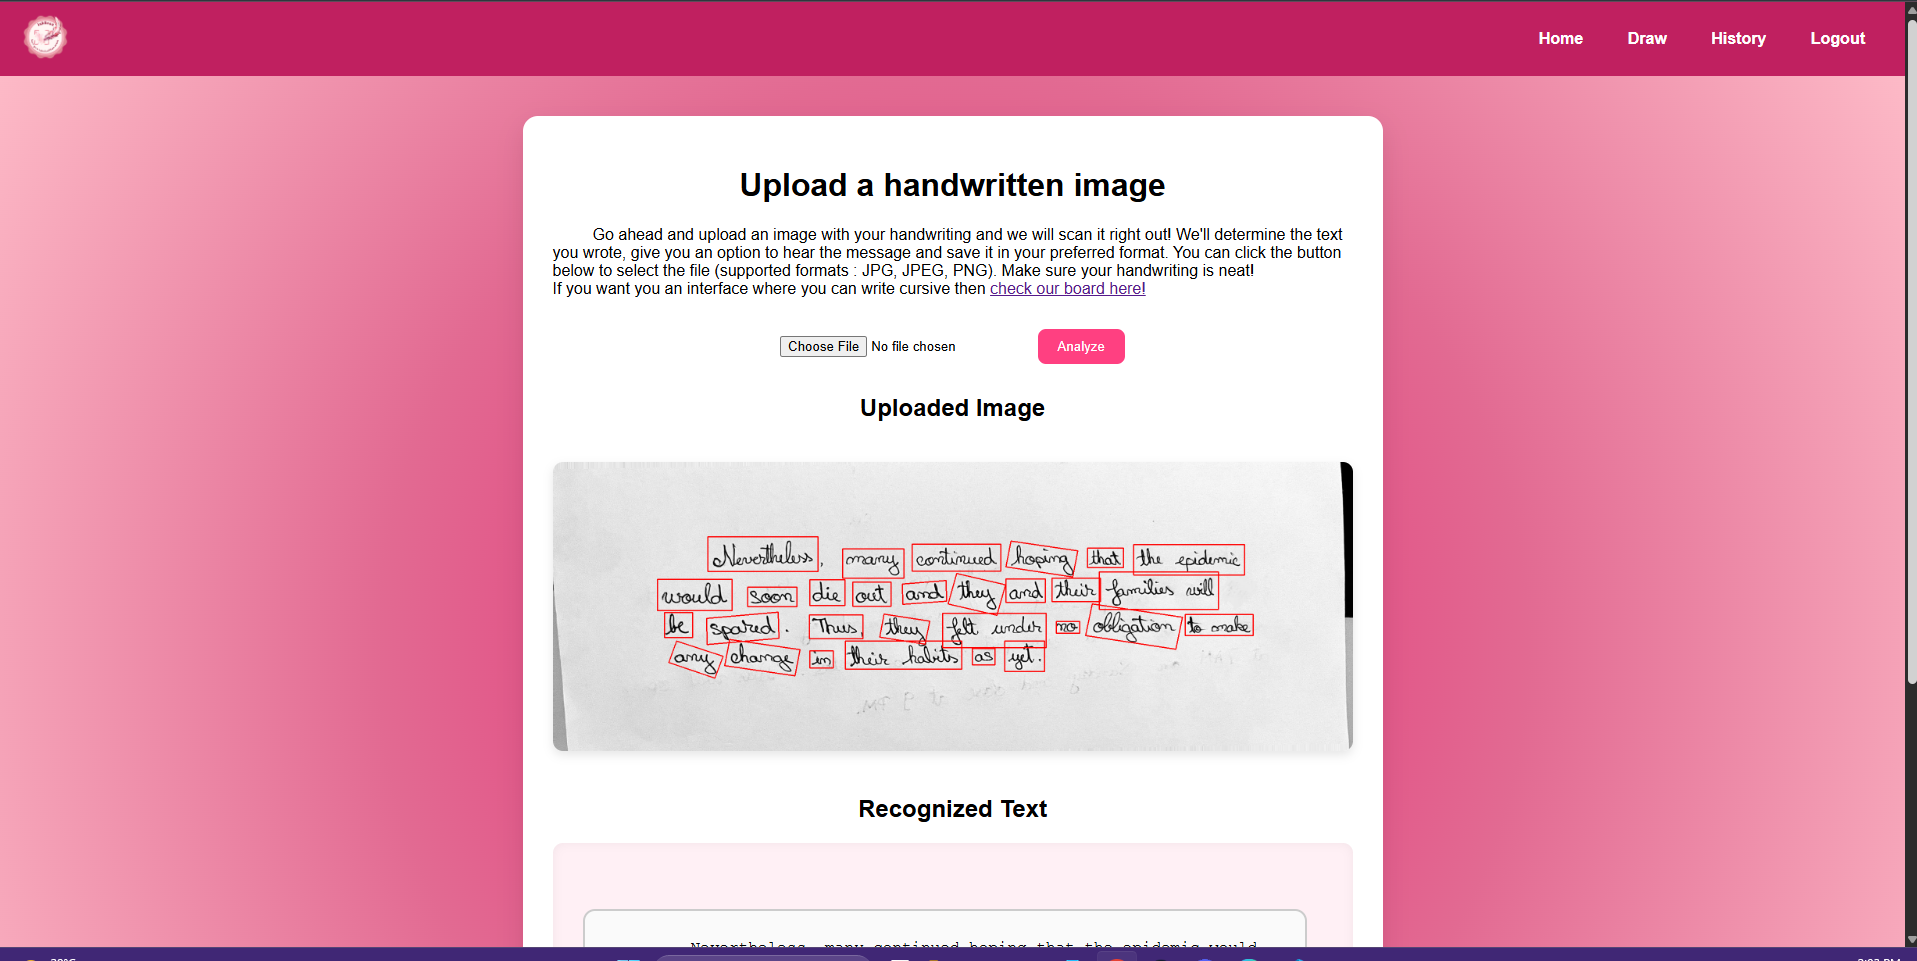 Home Draw History Logout
Upload a handwritten image
Go ahead and upload an image with your handwriting and we will scan it right out! We'll determine the text
you wrote, give you an option to hear the message and save it in your preferred format. You can click the button
below to select the file (supported formats : JPG, JPEG, PNG). Make sure your handwriting is neat!
If you want you an interface where you can write cursive then check our board here!
Choose File No file chosen Analyze
Uploaded Image
Nevertheless, many continued hoping that the epidemic
would soon die out and they and their families will
be spared. Thus, they felt under no obligation to make
any change in their habits as yet.
Recognized Text
Nevertheless, many continued hoping that the epidemic would